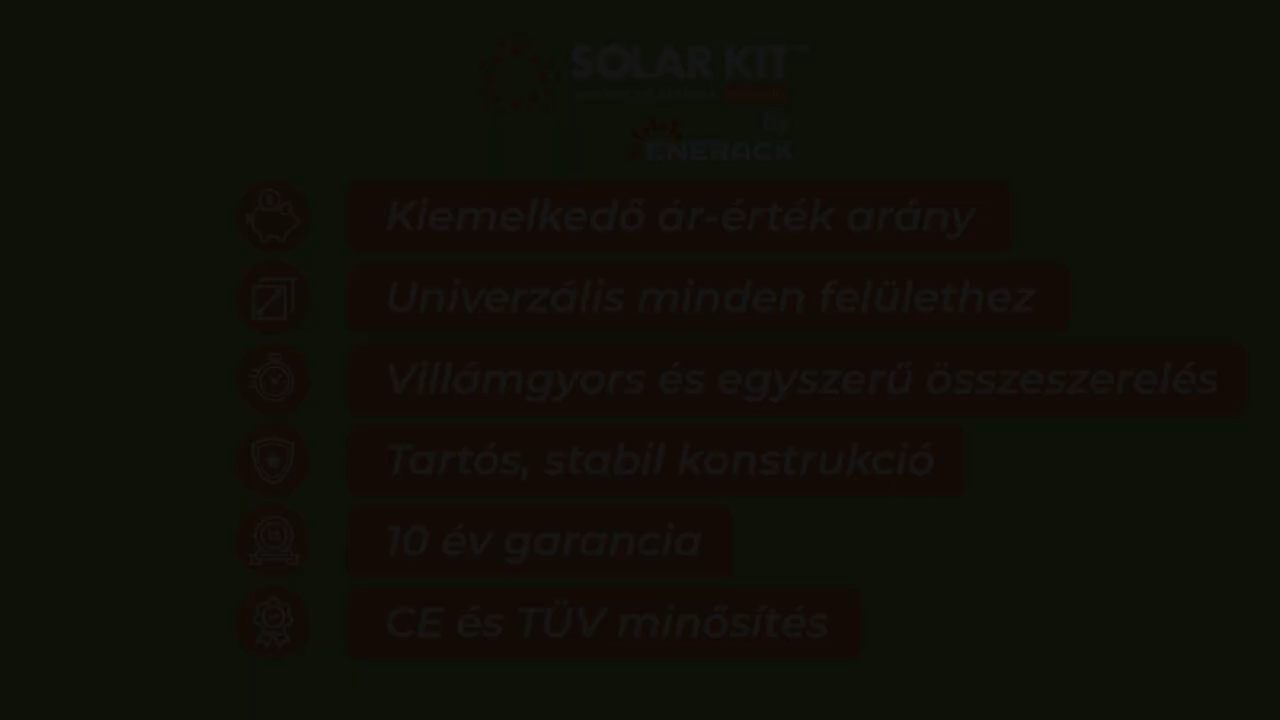 SOLAR KIT
by
ENERACK
Kiemelkedő ár-érték arány
Univerzális minden felülethez
Villámgyors és egyszerű összeszerelés
Tartós, stabil konstrukció
10 év garancia
CE és TÜV minősítés